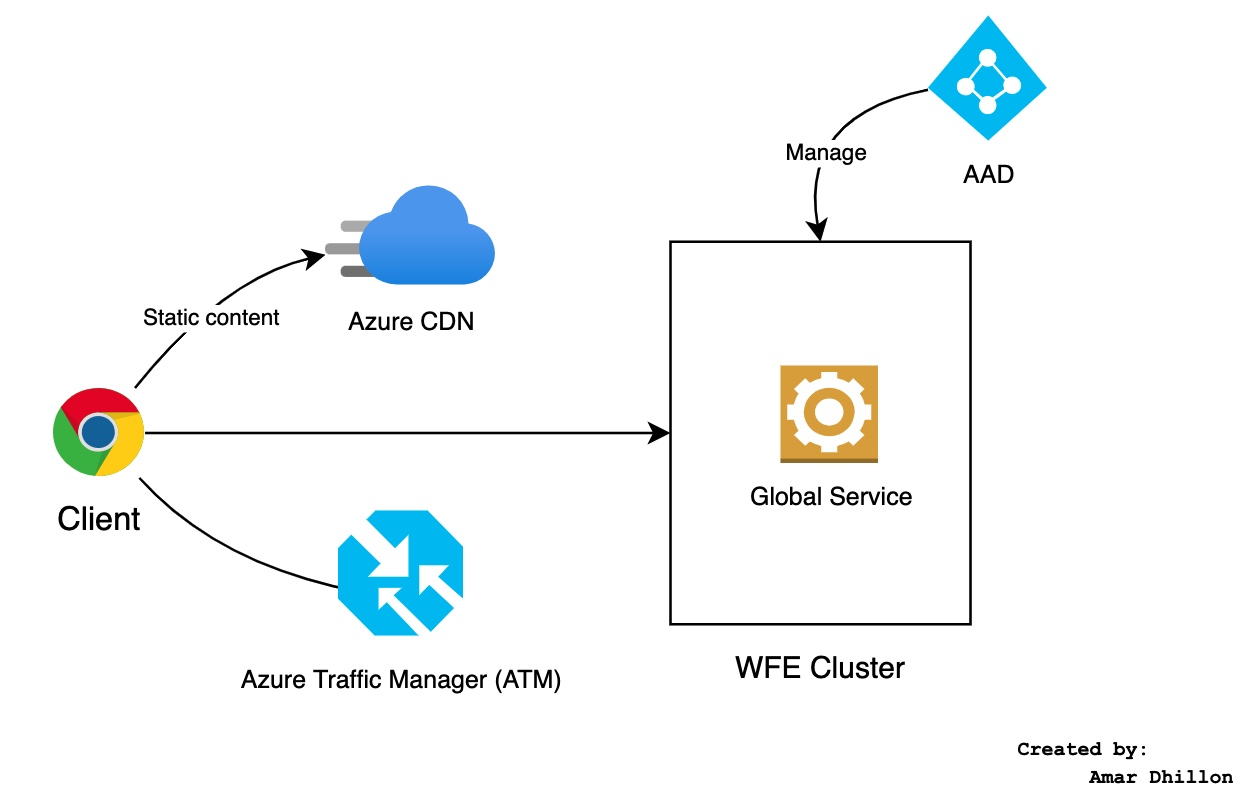 Manage
AAD
Static content
Azure CDN
Client
Global Service
Azure Traffic Manager (ATM)
WFE Cluster
Created by:
Amar Dhillon